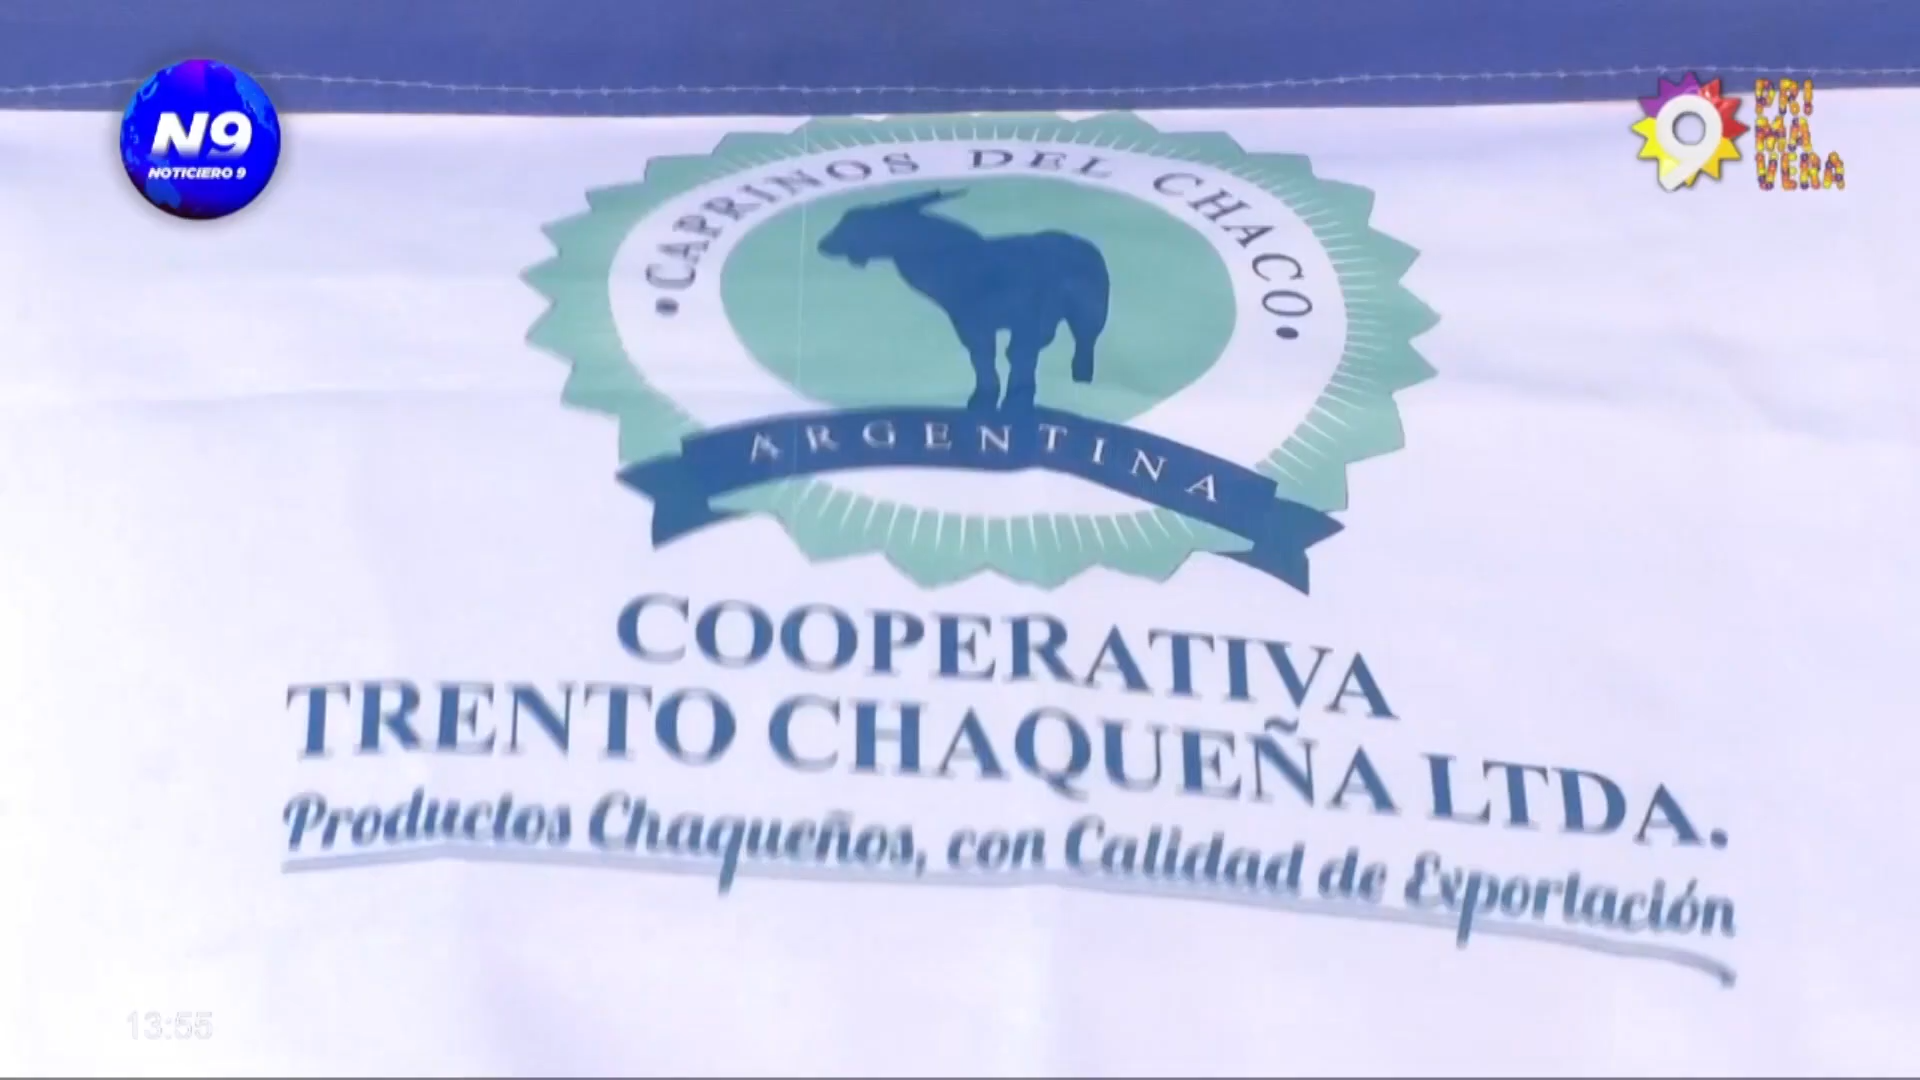 N9
NOTICIERO 9
9
PRI
MA
VERA
•CAPRINOS DEL CHACO•
ARGENTINA
COOPERATIVA
TRENTO CHAQUEÑA LTDA.
Productos Chaqueños, con Calidad de Exportación
13:55